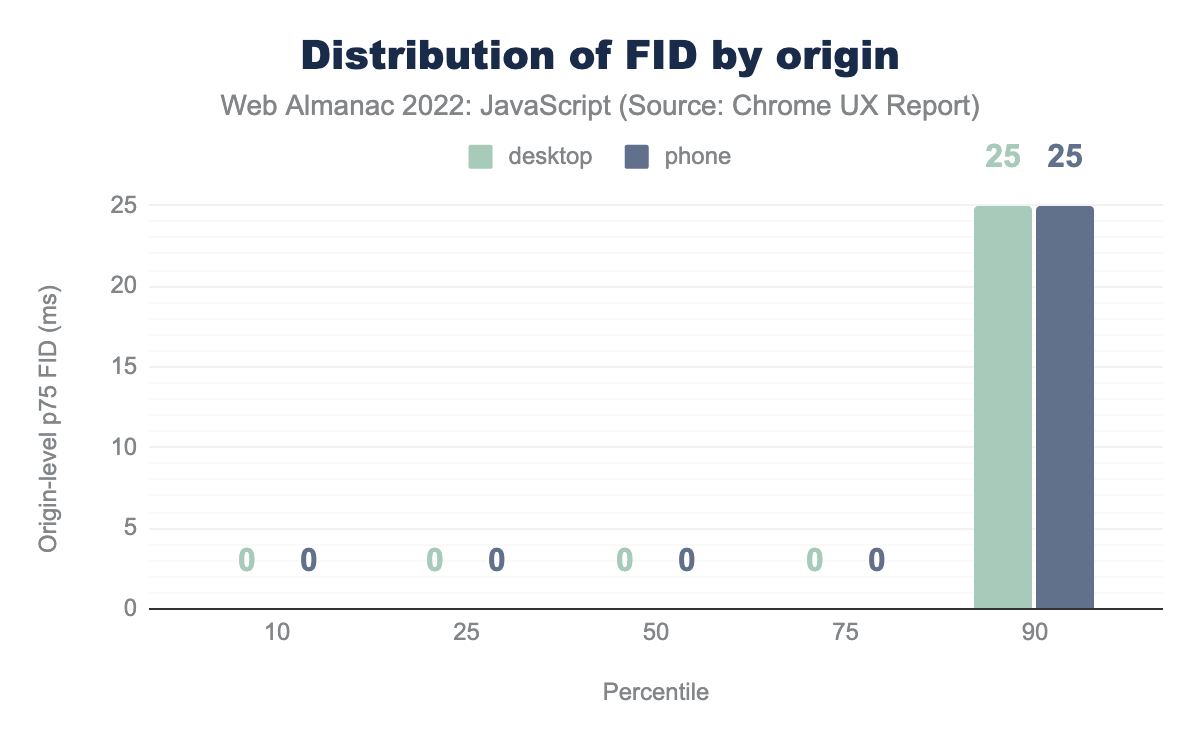 Distribution of FID by origin
Web Almanac 2022: JavaScript (Source: Chrome UX Report)
desktop phone
25 25
Origin-level p75 FID (ms)
25
20
15
10
5
0
0 0 0 0 0 0 0 0
10 25 50 75 90
Percentile